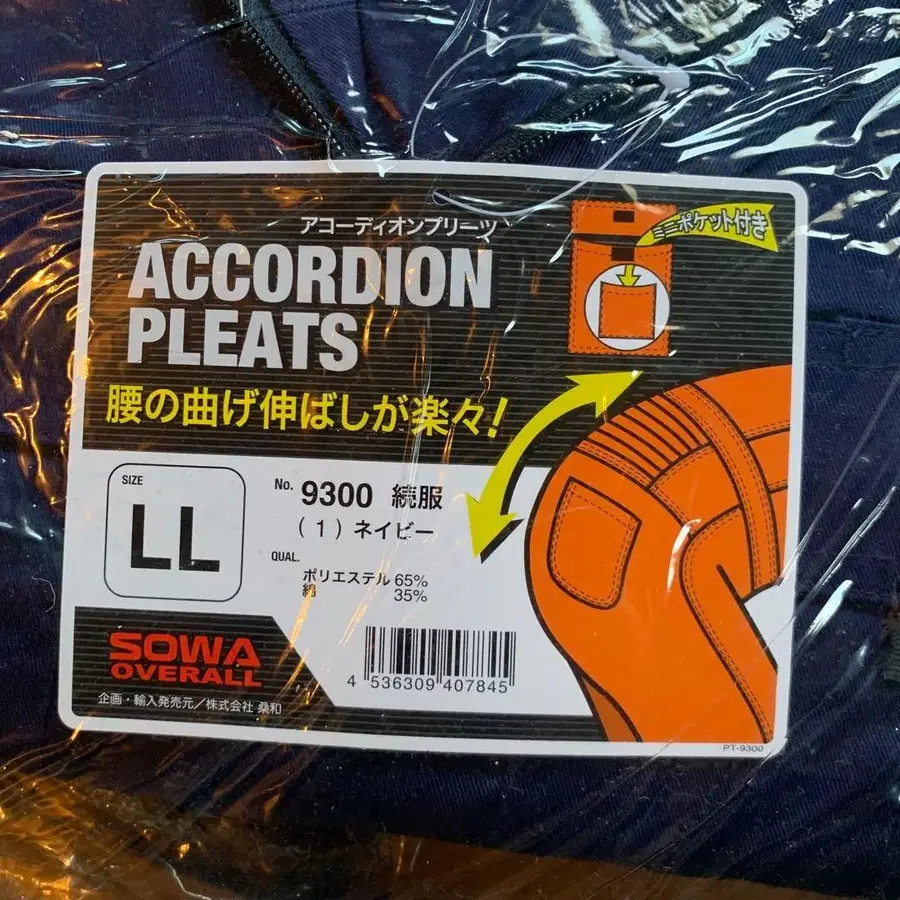 アコーディオンプリーツ
ACCORDION
PLEATS
ミニポケット付き
腰の曲げ伸ばしが楽々!
SIZE
LL
No. 9300 続服
(1) ネイビー
QUAL.
ポリエステル 65%
綿 35%
SOWA
OVERALL
企画・輸入発売元/株式会社 桑和
4 536309 407845
PT-9300